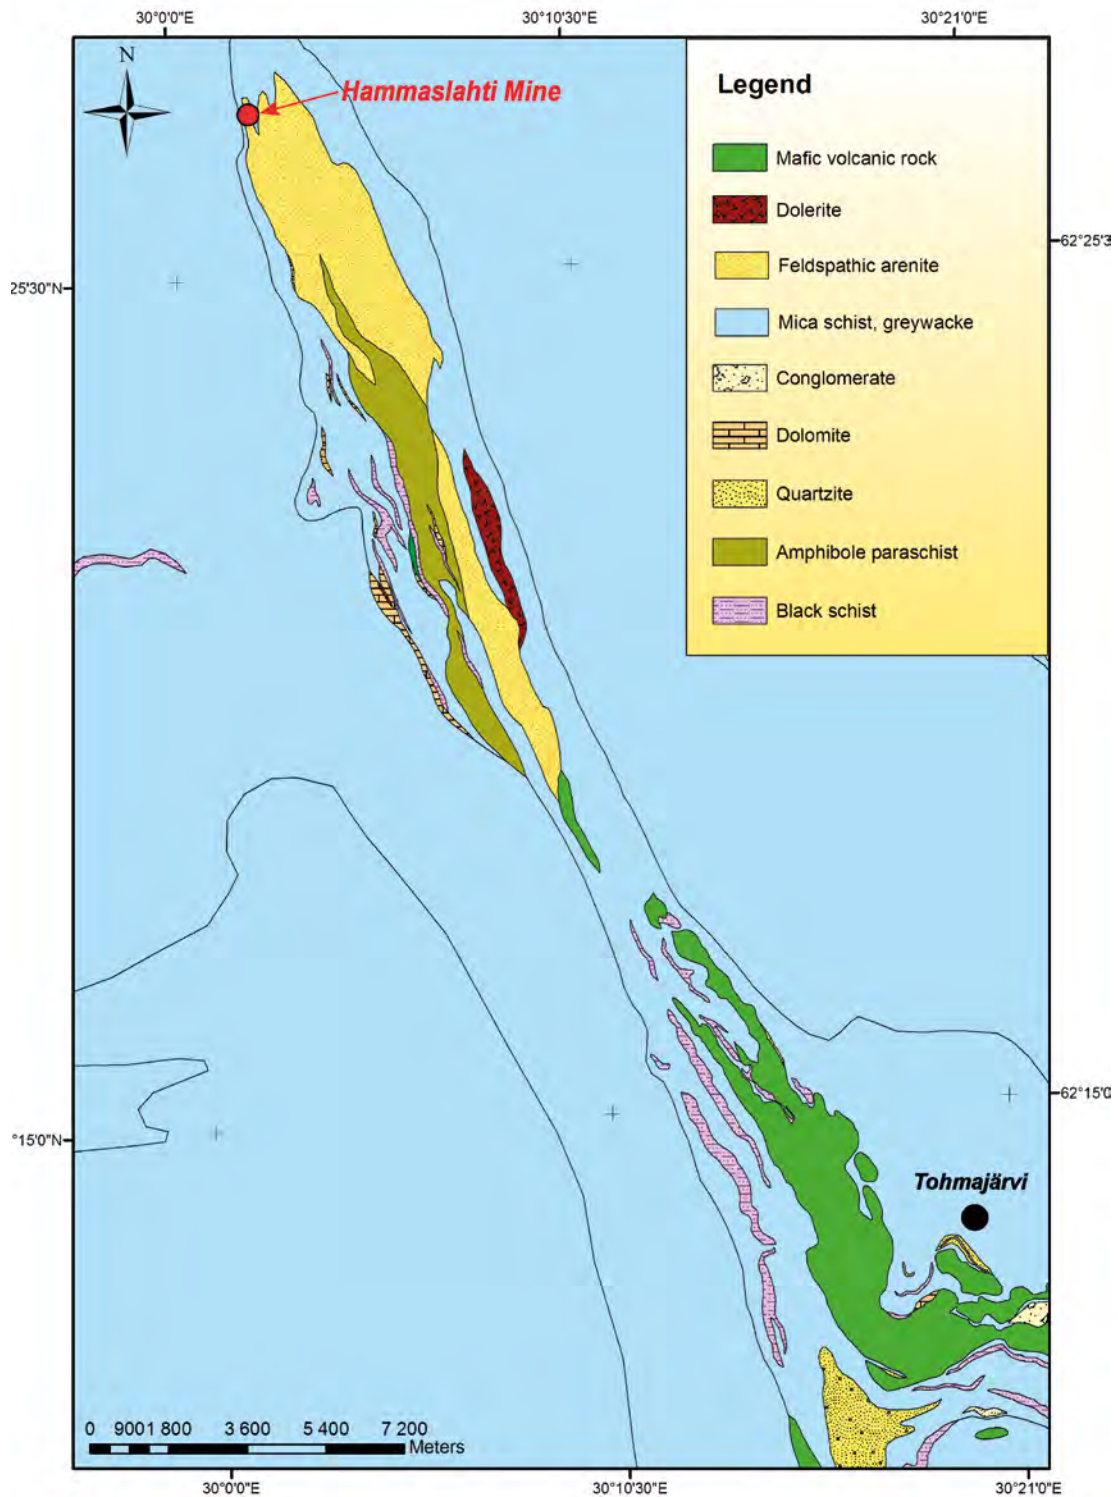 30°0'0"E 30°10'30"E 30°21'0"E
N
Hammaslahti Mine
Legend
Mafic volcanic rock
Dolerite
Feldspathic arenite
Mica schist, greywacke
Conglomerate
Dolomite
Quartzite
Amphibole paraschist
Black schist
62°25'3
25'30"N
62°15'0
°15'0"N
Tohmajärvi
0 9001 800 3 600 5 400 7 200
Meters
30°0'0"E 30°10'30"E 30°21'0"E